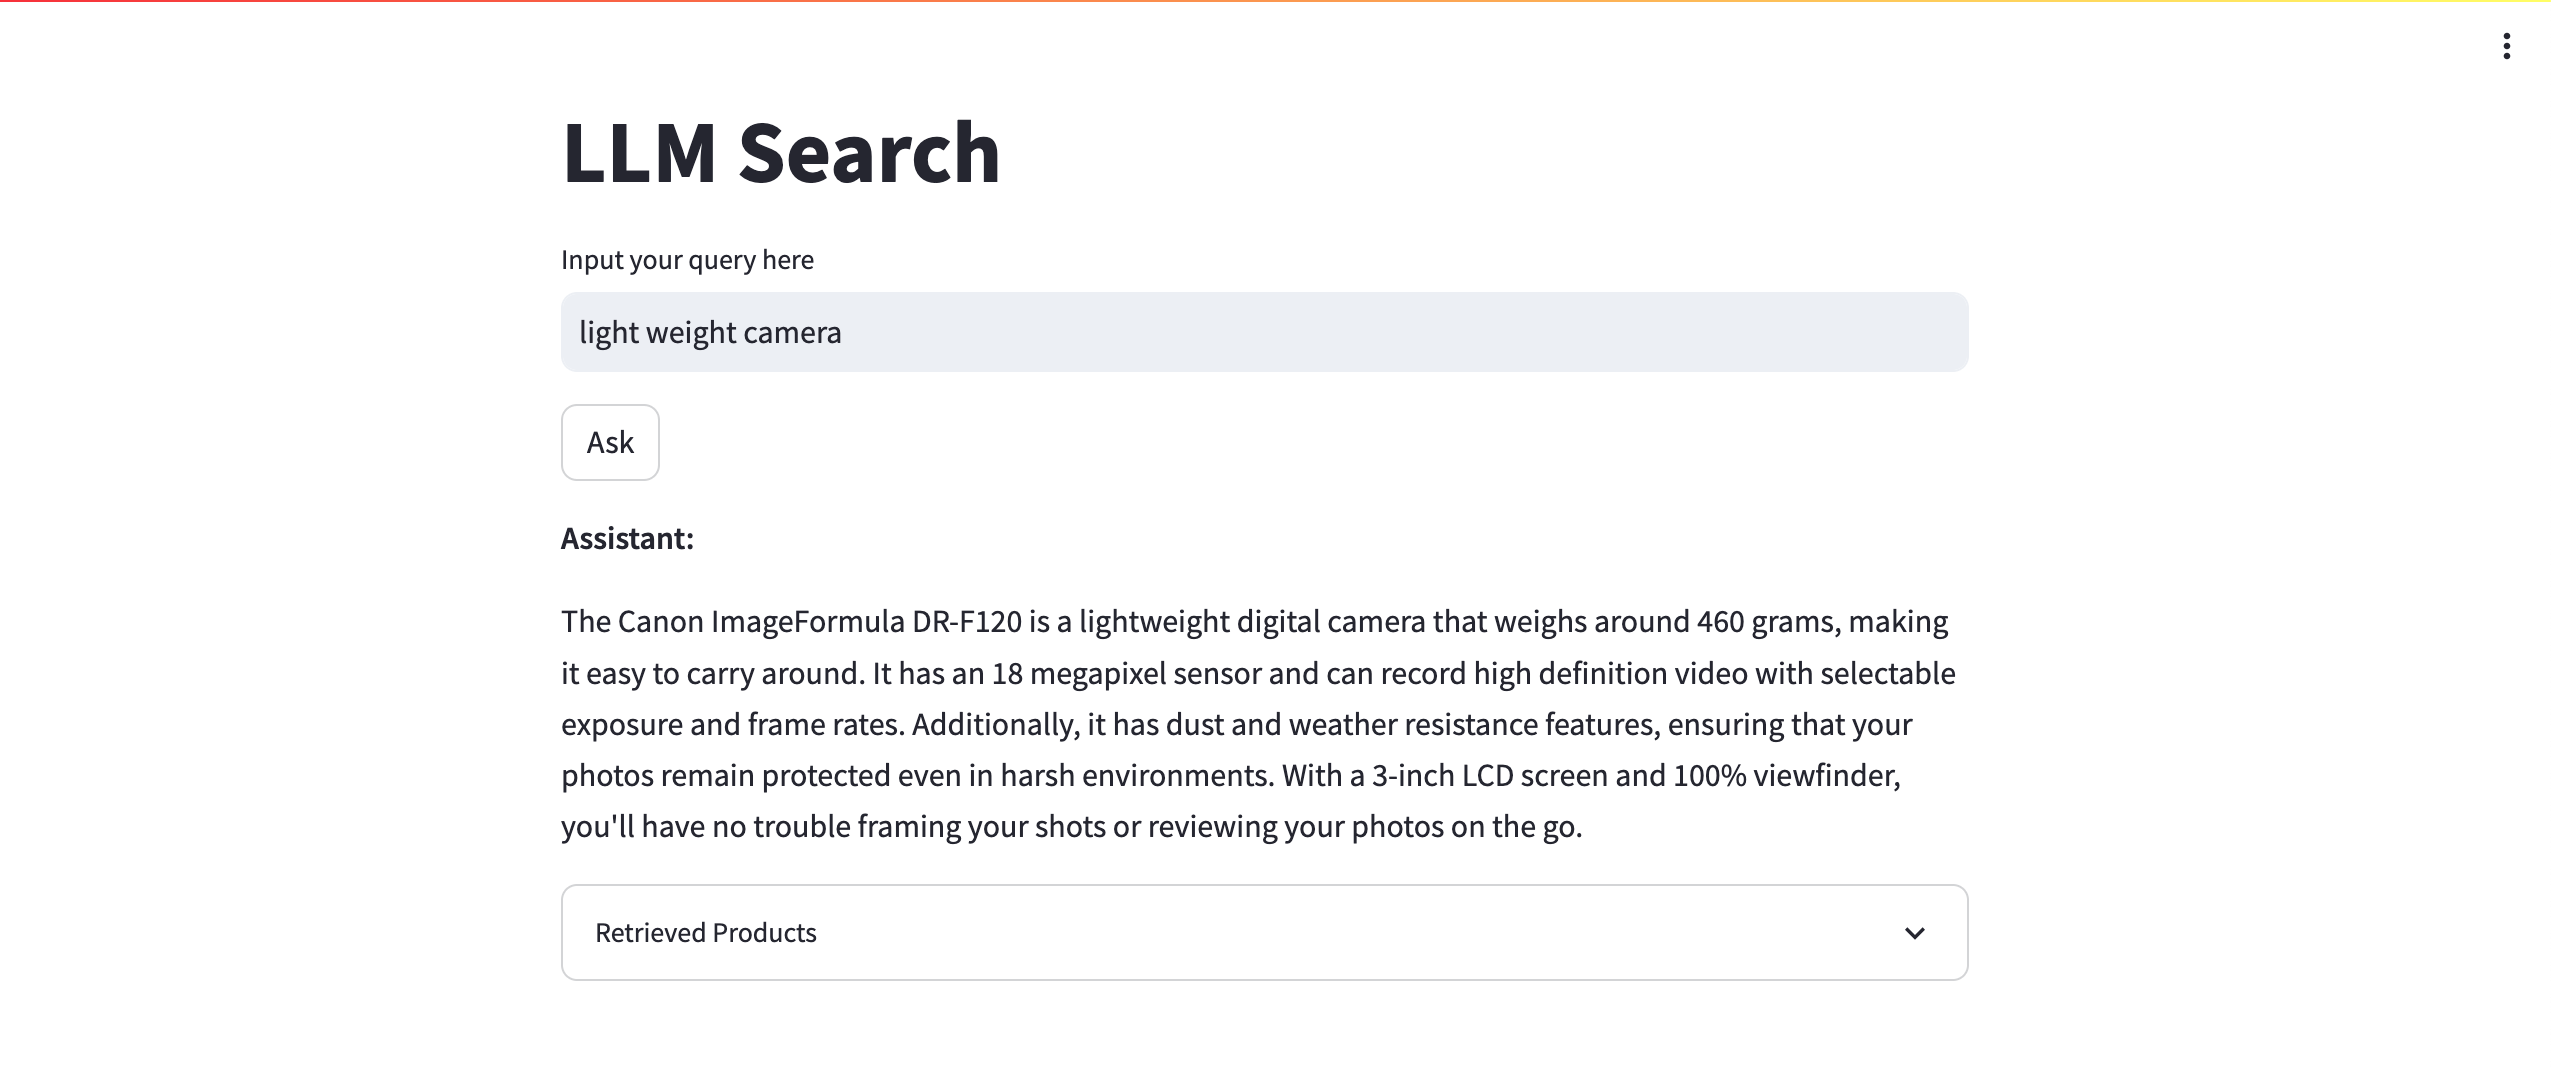 LLM Search
Input your query here
light weight camera
Ask
Assistant:
The Canon ImageFormula DR-F120 is a lightweight digital camera that weighs around 460 grams, making
it easy to carry around. It has an 18 megapixel sensor and can record high definition video with selectable
exposure and frame rates. Additionally, it has dust and weather resistance features, ensuring that your
photos remain protected even in harsh environments. With a 3-inch LCD screen and 100% viewfinder,
you'll have no trouble framing your shots or reviewing your photos on the go.
Retrieved Products